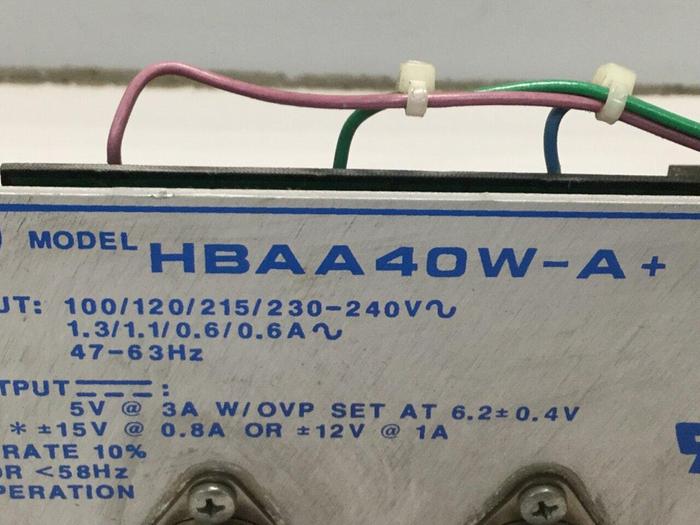 MODEL HBAA40W-A+
UT: 100/120/215/230-240V∿
1.3/1.1/0.6/0.6A∿
47-63Hz
TPUT⎓:
5V @ 3A W/OVP SET AT 6.2±0.4V
* ±15V @ 0.8A OR ±12V @ 1A
RATE 10%
OR <58Hz
PERATION